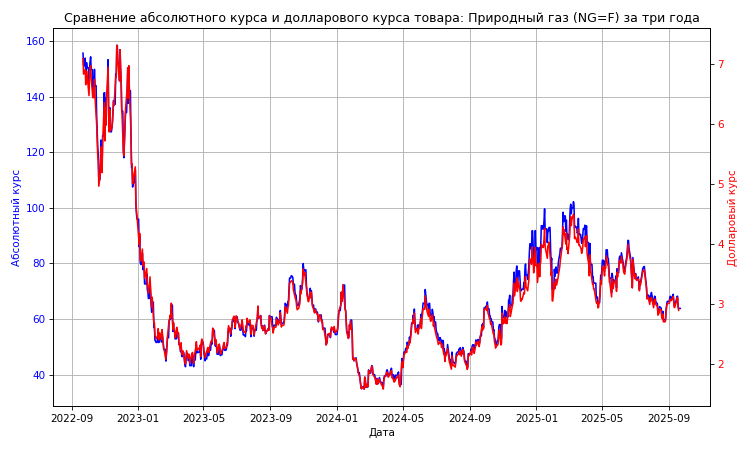 Сравнение абсолютного курса и долларового курса товара: Природный газ (NG=F) за три года
160
140
120
100
80
60
40
Абсолютный курс
7
6
5
4
3
2
Долларовый курс
2022-09 2023-01 2023-05 2023-09 2024-01 2024-05 2024-09 2025-01 2025-05 2025-09
Дата